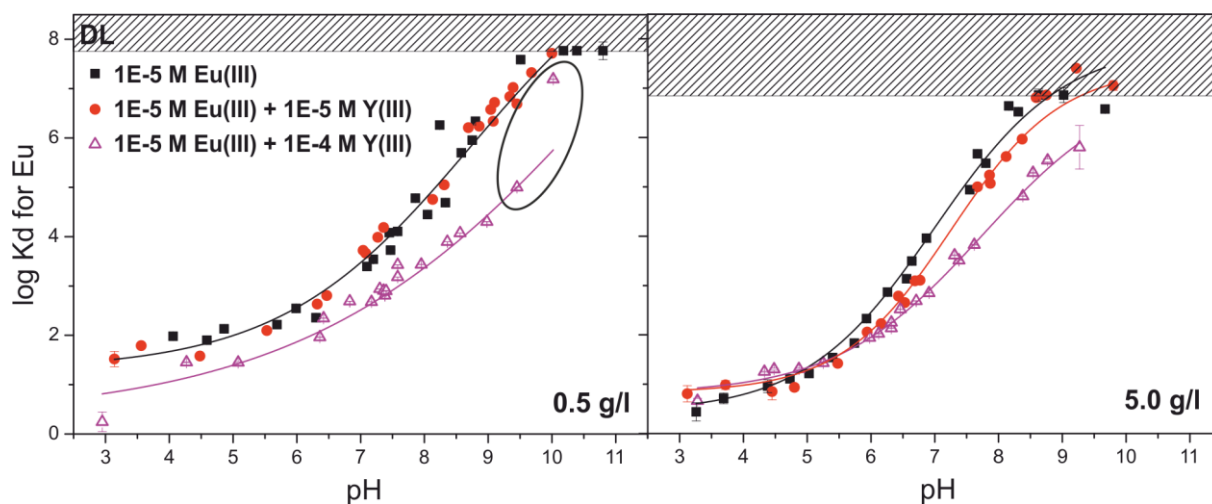 DL
1E-5 M Eu(III)
1E-5 M Eu(III) + 1E-5 M Y(III)
1E-5 M Eu(III) + 1E-4 M Y(III)
log Kd for Eu
8
6
4
2
0
0.5 g/l
3 4 5 6 7 8 9 10 11
pH
5.0 g/l
3 4 5 6 7 8 9 10 11
pH